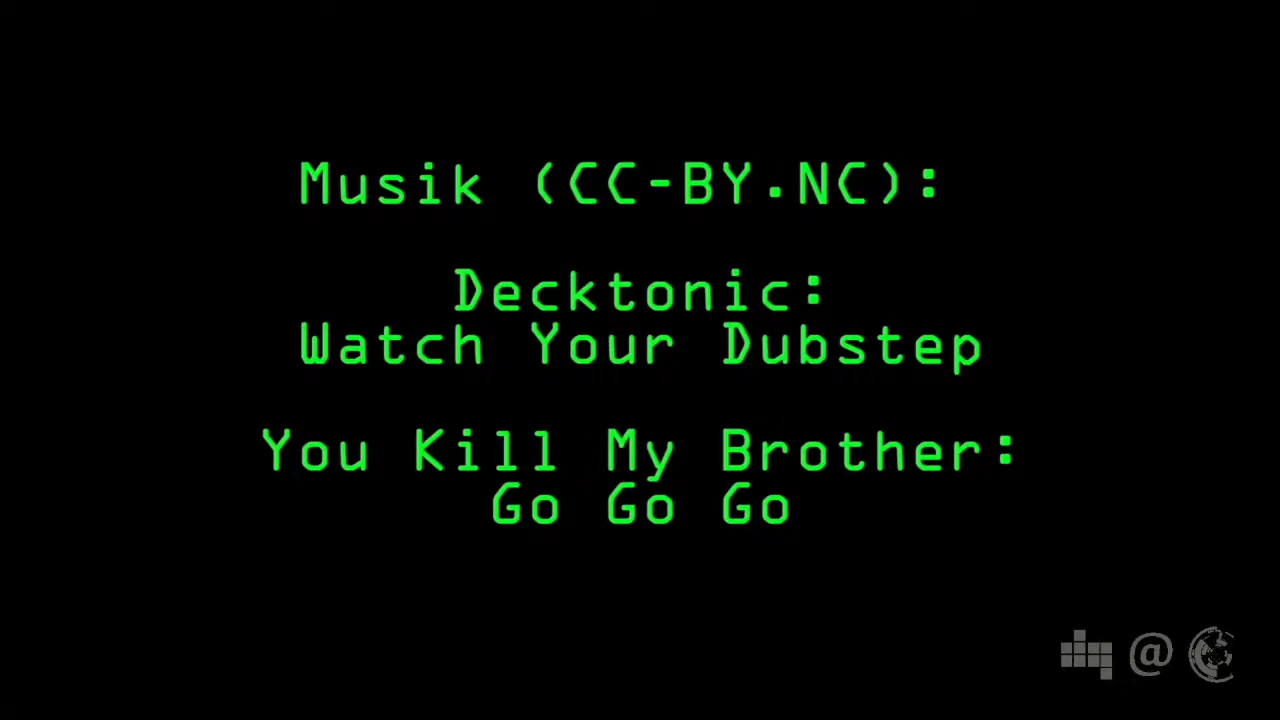 Musik (CC-BY.NC):
Decktonic:
Watch Your Dubstep
You Kill My Brother:
Go Go Go
@